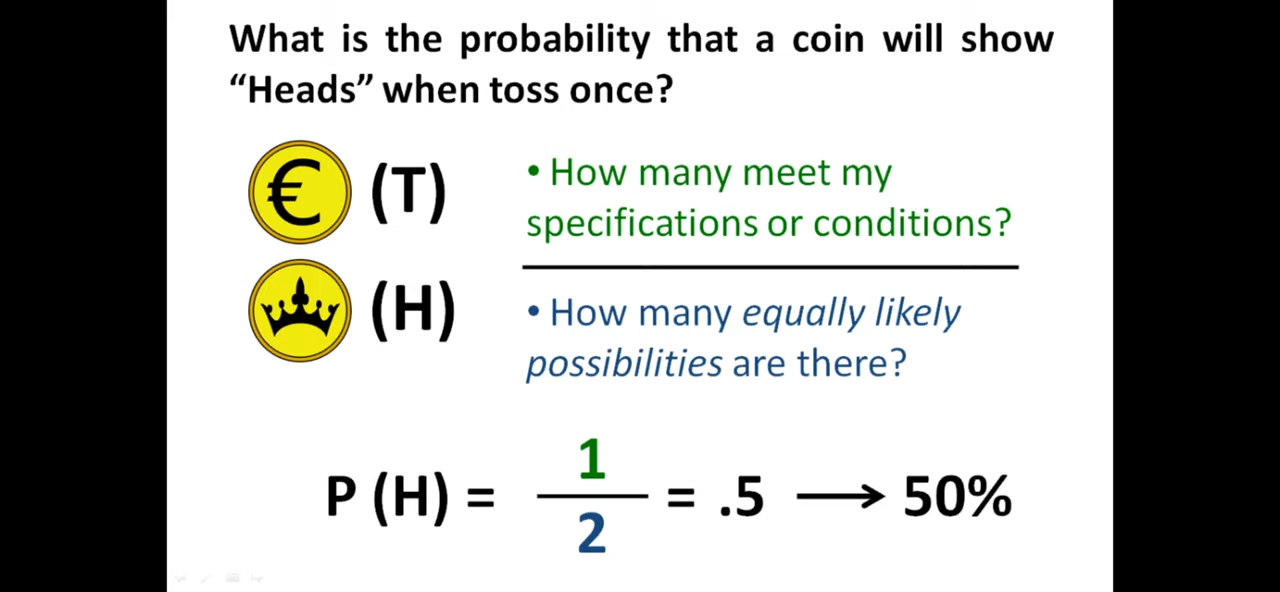 What is the probability that a coin will show
“Heads” when toss once?
€ (T)
• How many meet my
specifications or conditions?
(H)
• How many equally likely
possibilities are there?
1
P (H) = = .5 → 50%
2